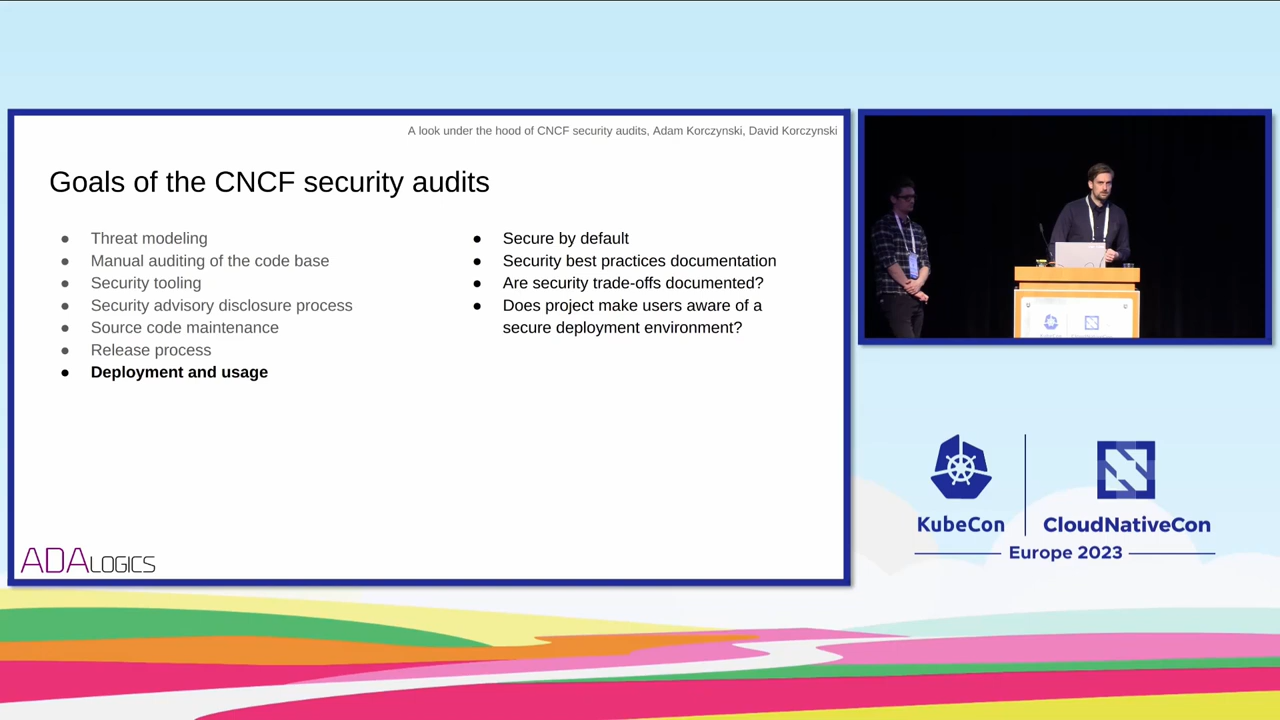 A look under the hood of CNCF security audits, Adam Korczynski, David Korczynski
Goals of the CNCF security audits
● Threat modeling
● Manual auditing of the code base
● Security tooling
● Security advisory disclosure process
● Source code maintenance
● Release process
● Deployment and usage
● Secure by default
● Security best practices documentation
● Are security trade-offs documented?
● Does project make users aware of a
secure deployment environment?
ADALOGICS
KubeCon
CloudNativeCon
Europe 2023